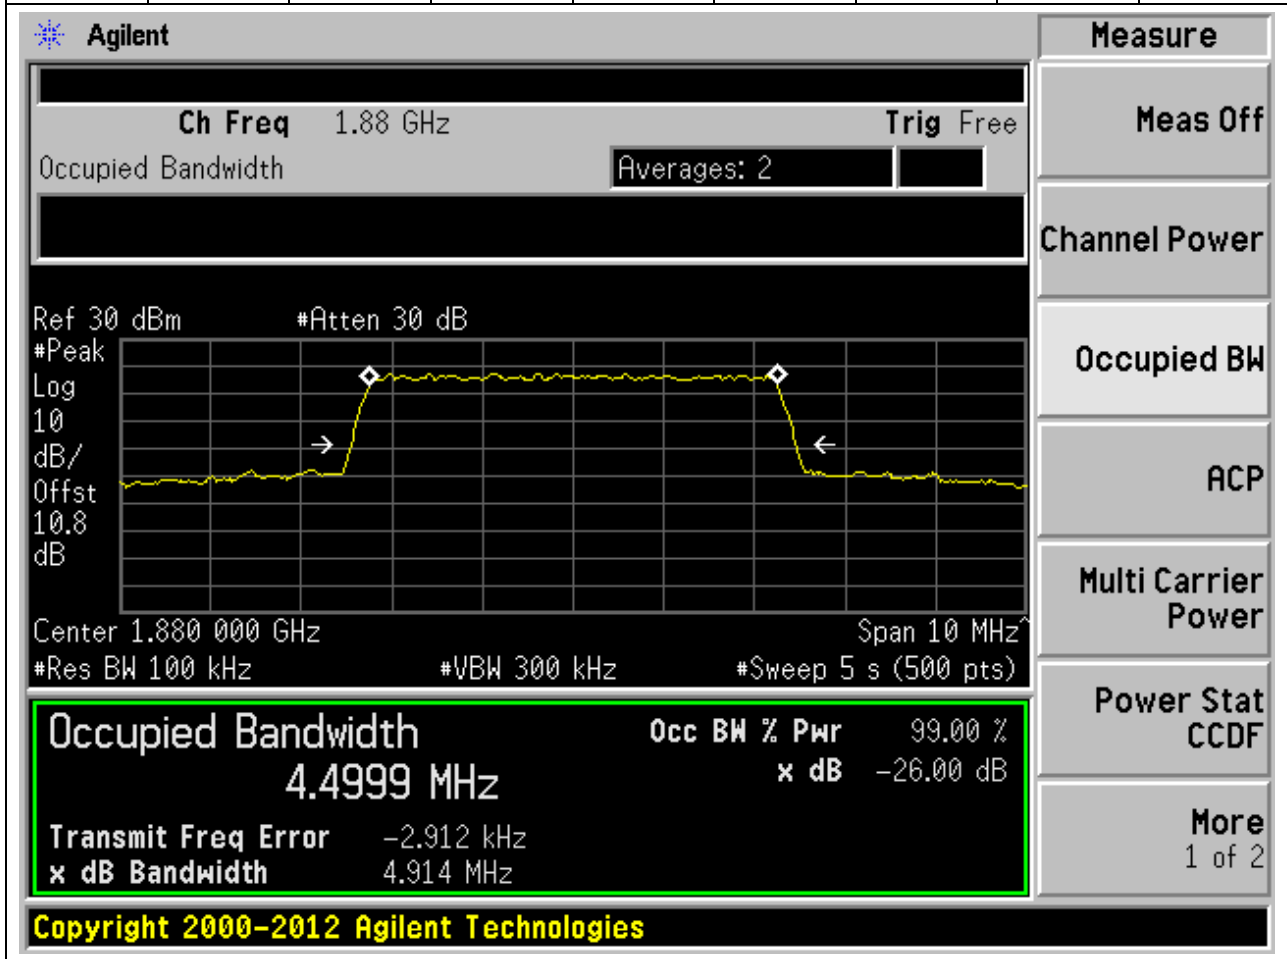 Agilent
Measure
Ch Freq 1.88 GHz Trig Free
Meas Off
Occupied Bandwidth Averages: 2
Channel Power
Ref 30 dBm #Atten 30 dB
#Peak
Log
10
dB/
Offst
10.8
dB
Occupied BW
ACP
Multi Carrier
Power
Center 1.880 000 GHz Span 10 MHz^
#Res BW 100 kHz #VBW 300 kHz #Sweep 5 s (500 pts)
Power Stat
CCDF
Occupied Bandwidth Occ BW % Pwr 99.00 %
4.4999 MHz x dB -26.00 dB
Transmit Freq Error -2.912 kHz
x dB Bandwidth 4.914 MHz
More
1 of 2
Copyright 2000-2012 Agilent Technologies